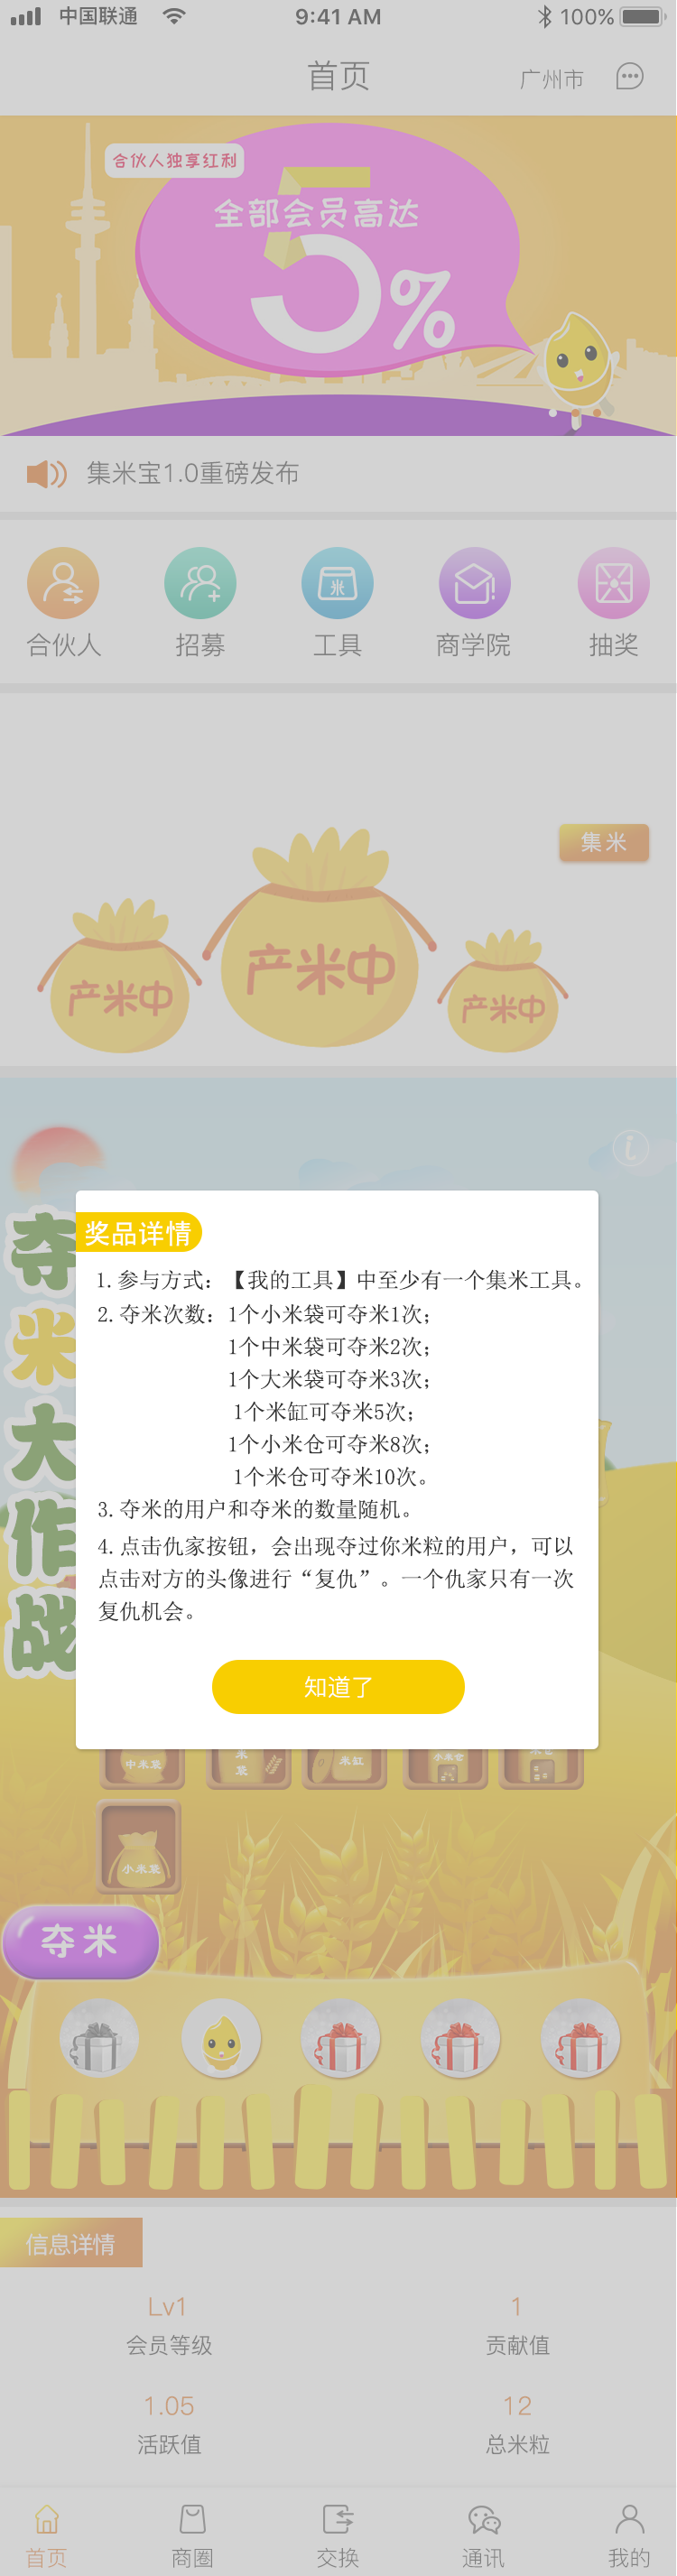 中国联通
9:41 AM
100%
首页
广州市
合伙人独享红利
全部会员高达
5%
集米宝1.0重磅发布
合伙人
招募
工具
商学院
抽奖
集米
产米中
产米中
产米中
夺米大作战
奖品详情
1.参与方式：【我的工具】中至少有一个集米工具。
2.夺米次数：1个小米袋可夺米1次；
1个中米袋可夺米2次；
1个大米袋可夺米3次；
1个米缸可夺米5次；
1个小米仓可夺米8次；
1个米仓可夺米10次。
3.夺米的用户和夺米的数量随机。
4.点击仇家按钮，会出现夺过你米粒的用户，可以
点击对方的头像进行“复仇”。一个仇家只有一次
复仇机会。
知道了
中米袋
米袋
米缸
小米仓
米仓
小米袋
夺米
信息详情
Lv1
1
会员等级
贡献值
1.05
12
活跃值
总米粒
首页
商圈
交换
通讯
我的